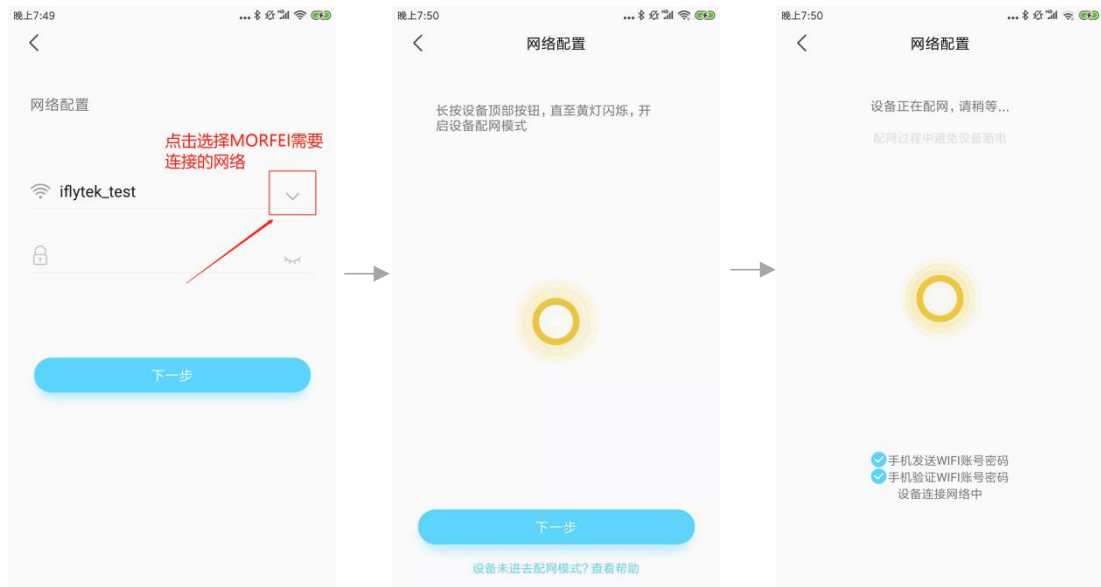 晚上7:49
网络配置
点击选择MORFEI需要
连接的网络
iflytek_test
下一步
晚上7:50
网络配置
长按设备顶部按钮，直至黄灯闪烁，开
启设备配网模式
下一步
设备未进去配网模式？查看帮助
晚上7:50
网络配置
设备正在配网，请稍等...
配网过程中避免设备断电
手机发送WIFI账号密码
手机验证WIFI账号密码
设备连接网络中